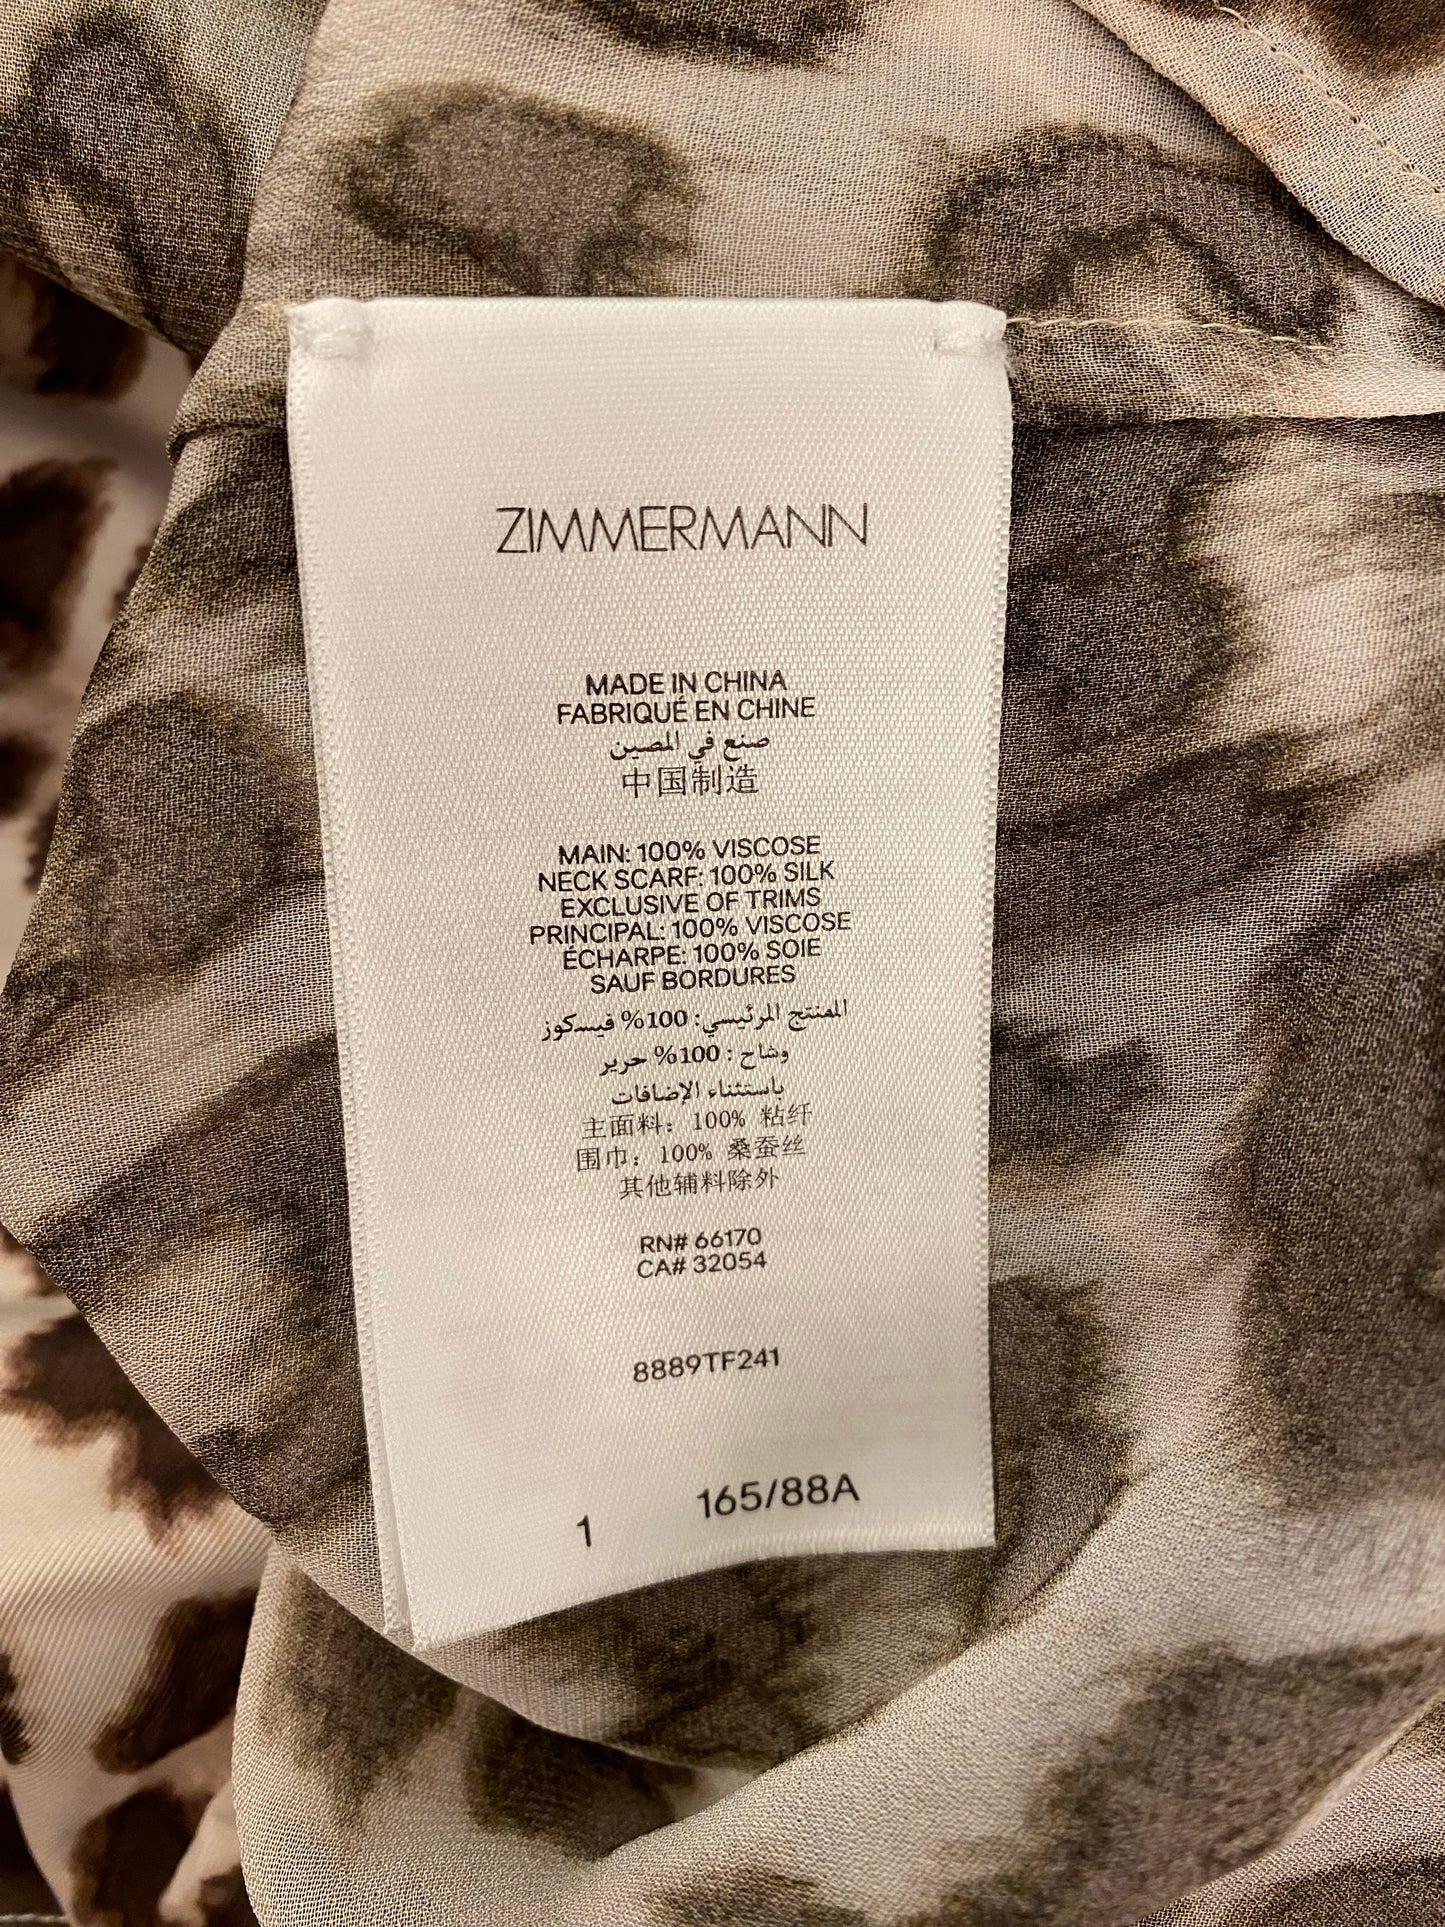 ZIMMERMANN
MADE IN CHINA
FABRIQUÉ EN CHINE
صنع في الصين
中国制造
MAIN: 100% VISCOSE
NECK SCARF: 100% SILK
EXCLUSIVE OF TRIMS
PRINCIPAL: 100% VISCOSE
ÉCHARPE: 100% SOIE
SAUF BORDURES
المنتج الرئيسي: 100% فيسكوز
وشاح : 100% حرير
باستثناء الإضافات
主面料：100% 粘纤
围巾：100% 桑蚕丝
其他辅料除外
RN# 66170
CA# 32054
8889TF241
1 165/88A